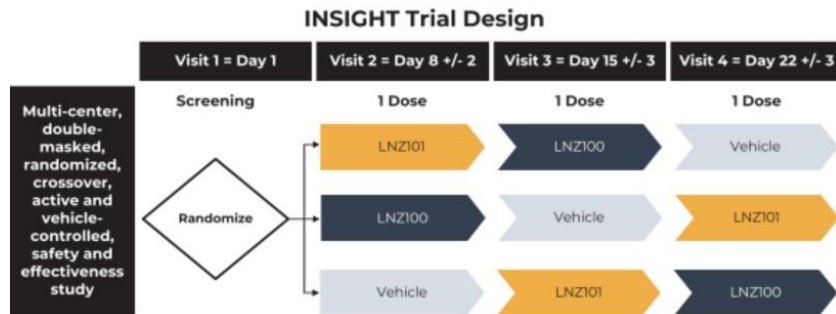 INSIGHT Trial Design
Visit 1 = Day 1
Visit 2 = Day 8 +/- 2
Visit 3 = Day 15 +/- 3
Visit 4 = Day 22 +/- 3
Multi-center,
double-
masked,
randomized,
crossover,
active and
vehicle-
controlled,
safety and
effectiveness
study
Screening
1 Dose
1 Dose
1 Dose
Randomize
LNZ101
LNZ100
Vehicle
LNZ100
Vehicle
LNZ101
Vehicle
LNZ101
LNZ100